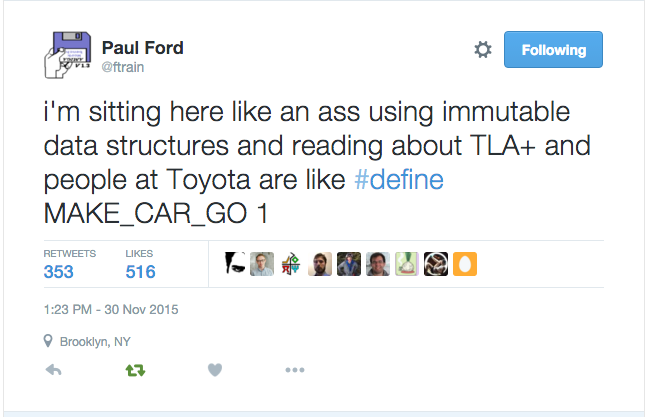 Paul Ford
@ftrain
Following
i'm sitting here like an ass using immutable
data structures and reading about TLA+ and
people at Toyota are like #define
MAKE_CAR_GO 1
RETWEETS
LIKES
353
516
1:23 PM - 30 Nov 2015
Brooklyn, NY